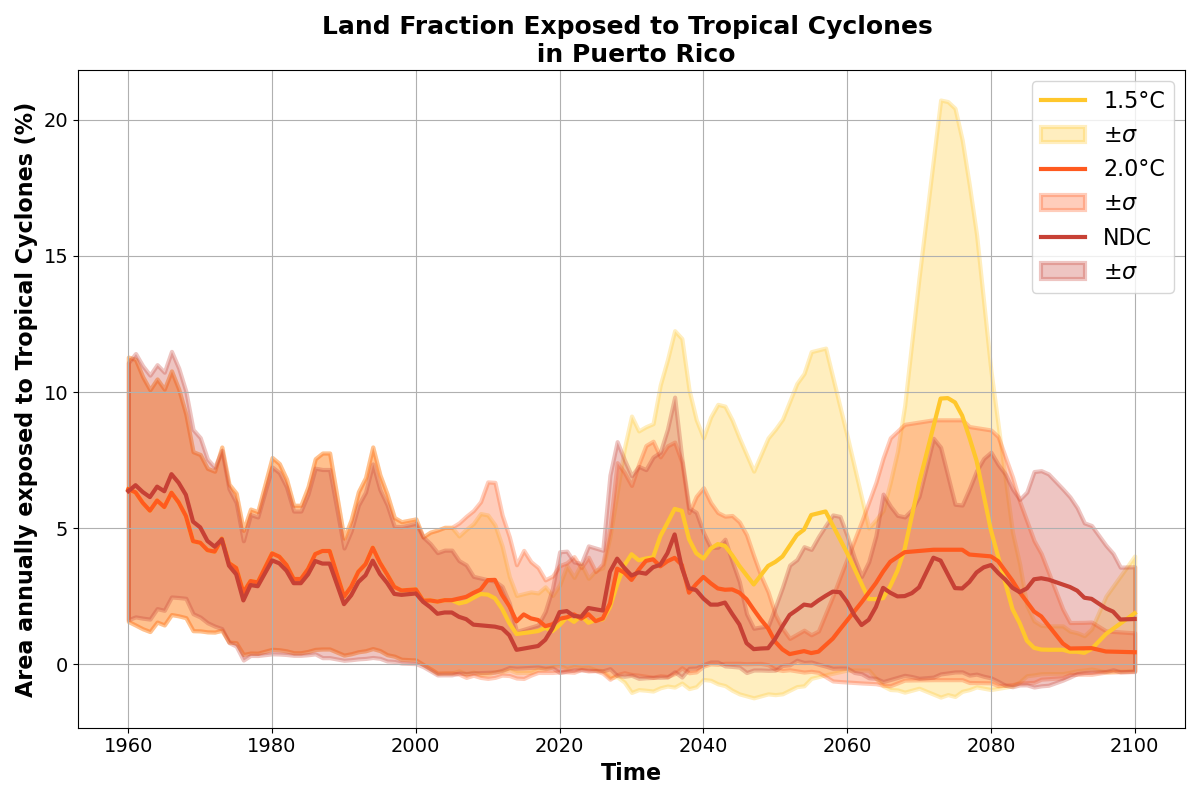 Land Fraction Exposed to Tropical Cyclones
in Puerto Rico
Area annually exposed to Tropical Cyclones (%)
20
15
10
5
0
1960 1980 2000 2020 2040 2060 2080 2100
Time
1.5°C
±σ
2.0°C
±σ
NDC
±σ